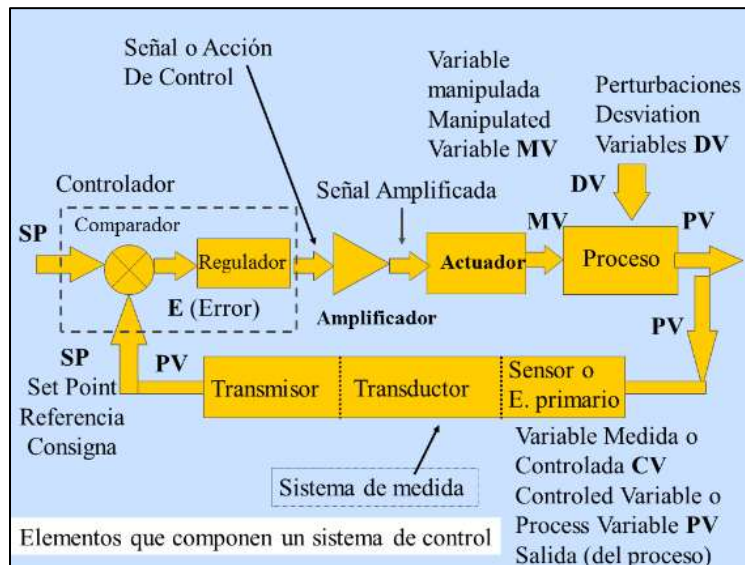 Señal o Acción
De Control
Variable
manipulada
Manipulated
Variable MV
Perturbaciones
Desviation
Variables DV
Controlador
Señal Amplificada
DV
MV
PV
SP
Comparador
Regulador
Actuador
Proceso
E (Error)
Amplificador
PV
SP
Set Point
Referencia
Consigna
PV
Transmisor
Transductor
Sensor o
E. primario
Sistema de medida
Variable Medida o
Controlada CV
Controled Variable o
Process Variable PV
Salida (del proceso)
Elementos que componen un sistema de control